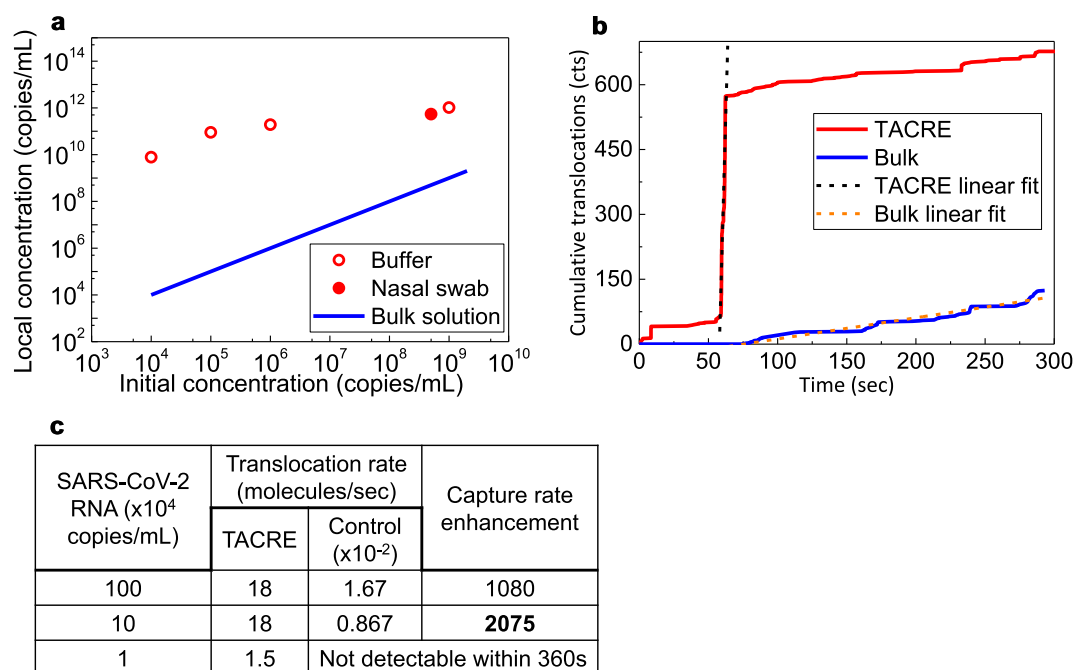 a
Local concentration (copies/mL)
10^14
10^12
10^10
10^8
10^6
10^4
10^2
10^3 10^4 10^5 10^6 10^7 10^8 10^9 10^10
Initial concentration (copies/mL)
Buffer
Nasal swab
Bulk solution
b
Cumulative translocations (cts)
600
450
300
150
0
0 50 100 150 200 250 300
Time (sec)
TACRE
Bulk
TACRE linear fit
Bulk linear fit
c
SARS-CoV-2
RNA (x10^4
copies/mL)
Translocation rate
(molecules/sec)
TACRE
Control
(x10^-2)
Capture rate
enhancement
100 18 1.67 1080
10 18 0.867 2075
1 1.5 Not detectable within 360s